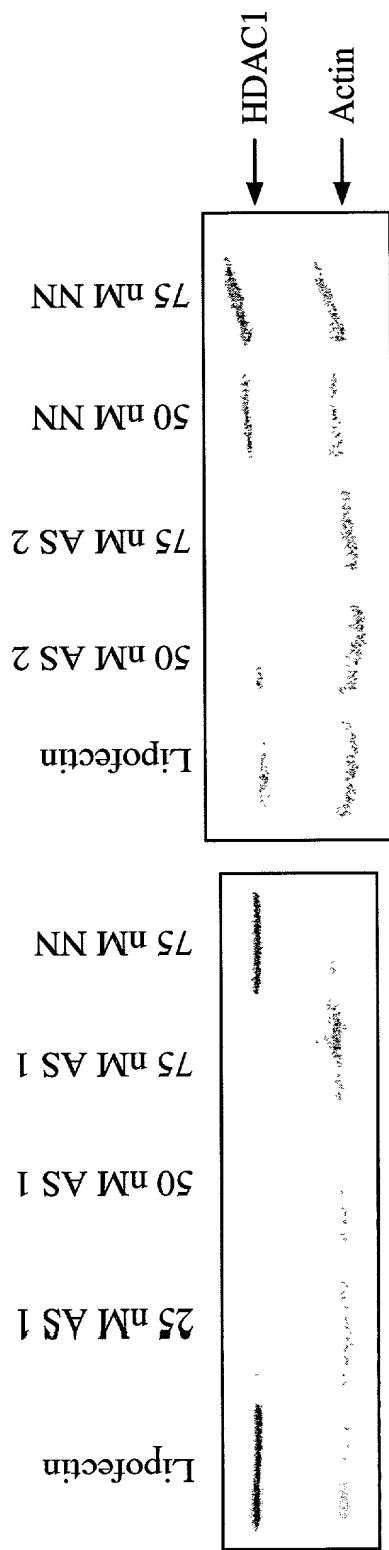 Lipofectin
25 nM AS 1
50 nM AS 1
75 nM AS 1
75 nM NN
Lipofectin
50 nM AS 2
75 nM AS 2
50 nM NN
75 nM NN
HDAC1
Actin